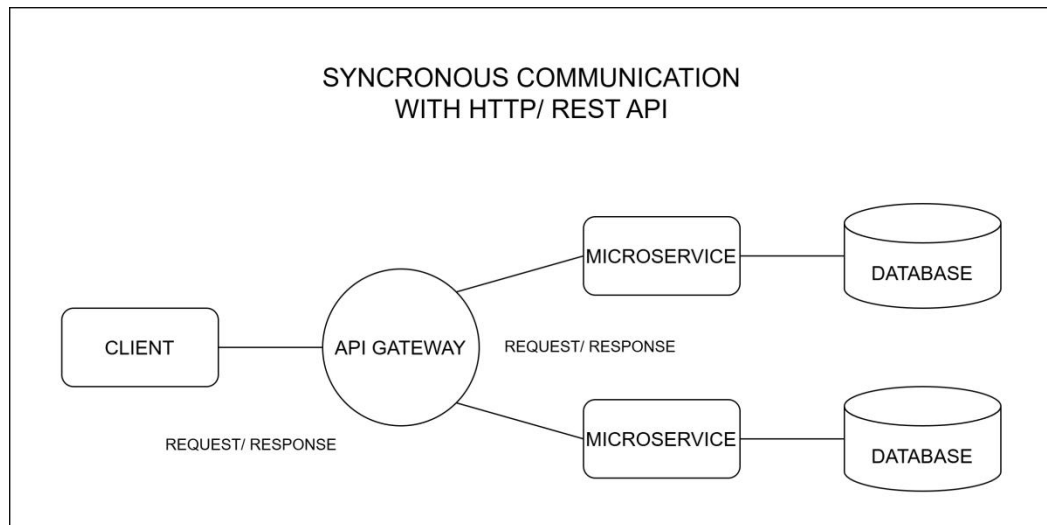 SYNCRONOUS COMMUNICATION
WITH HTTP/ REST API
MICROSERVICE
DATABASE
CLIENT
API GATEWAY
REQUEST/ RESPONSE
REQUEST/ RESPONSE
MICROSERVICE
DATABASE